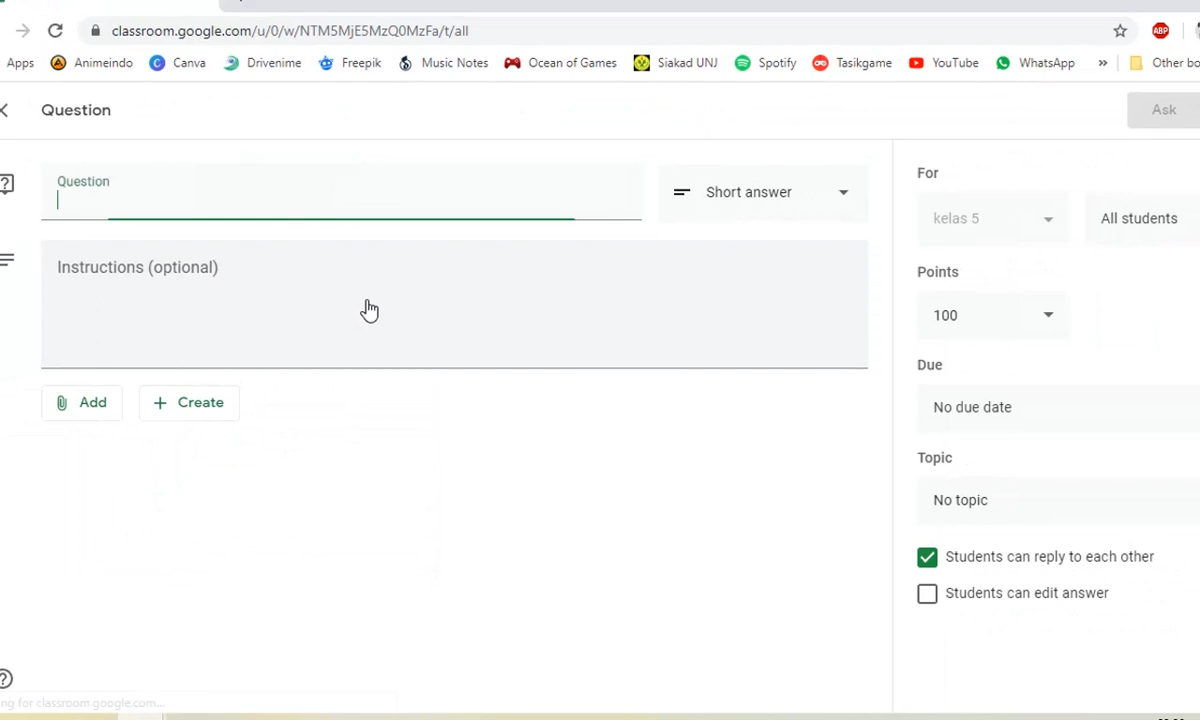 classroom.google.com/u/0/w/NTM5MjE5MzQ0MzFa/t/all
ABP
Apps Animeindo Canva Drivenime Freepik Music Notes Ocean of Games Siakad UNJ Spotify Tasikgame YouTube WhatsApp » Other bo
Question
Ask
Question
Short answer
Instructions (optional)
Add
Create
For
kelas 5
All students
Points
100
Due
No due date
Topic
No topic
Students can reply to each other
Students can edit answer
ng for classroom.google.com...